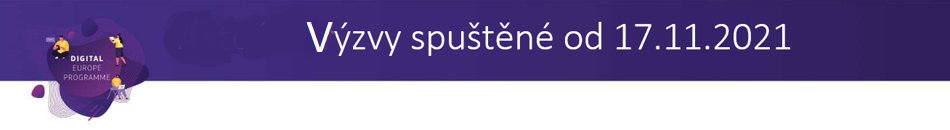 Výzvy spuštěné od 17.11.2021
DIGITAL
EUROPE
PROGRAMME